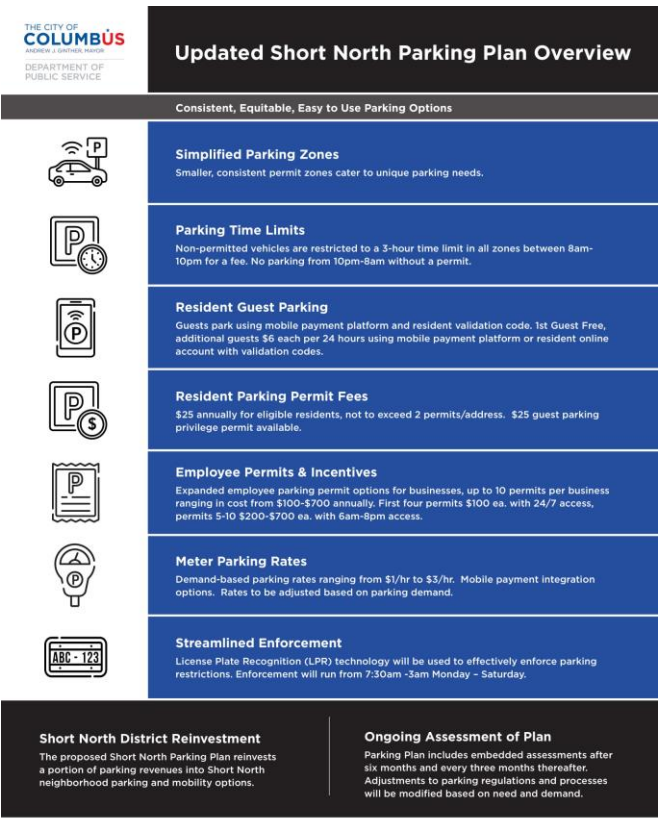 THE CITY OF
COLUMBUS
ANDREW J. GINTHER, MAYOR
DEPARTMENT OF
PUBLIC SERVICE
Updated Short North Parking Plan Overview
Consistent, Equitable, Easy to Use Parking Options
P
Simplified Parking Zones
Smaller, consistent permit zones cater to unique parking needs.
P
Parking Time Limits
Non-permitted vehicles are restricted to a 3-hour time limit in all zones between 8am-
10pm for a fee. No parking from 10pm-8am without a permit.
P
Resident Guest Parking
Guests park using mobile payment platform and resident validation code. 1st Guest Free,
additional guests $6 each per 24 hours using mobile payment platform or resident online
account with validation codes.
P
$
Resident Parking Permit Fees
$25 annually for eligible residents, not to exceed 2 permits/address. $25 guest parking
privilege permit available.
P
Employee Permits & Incentives
Expanded employee parking permit options for businesses, up to 10 permits per business
ranging in cost from $100-$700 annually. First four permits $100 ea. with 24/7 access,
permits 5-10 $200-$700 ea. with 6am-8pm access.
P
Meter Parking Rates
Demand-based parking rates ranging from $1/hr to $3/hr. Mobile payment integration
options. Rates to be adjusted based on parking demand.
ABC - 123
Streamlined Enforcement
License Plate Recognition (LPR) technology will be used to effectively enforce parking
restrictions. Enforcement will run from 7:30am -3am Monday – Saturday.
Short North District Reinvestment
The proposed Short North Parking Plan reinvests
a portion of parking revenues into Short North
neighborhood parking and mobility options.
Ongoing Assessment of Plan
Parking Plan includes embedded assessments after
six months and every three months thereafter.
Adjustments to parking regulations and processes
will be modified based on need and demand.